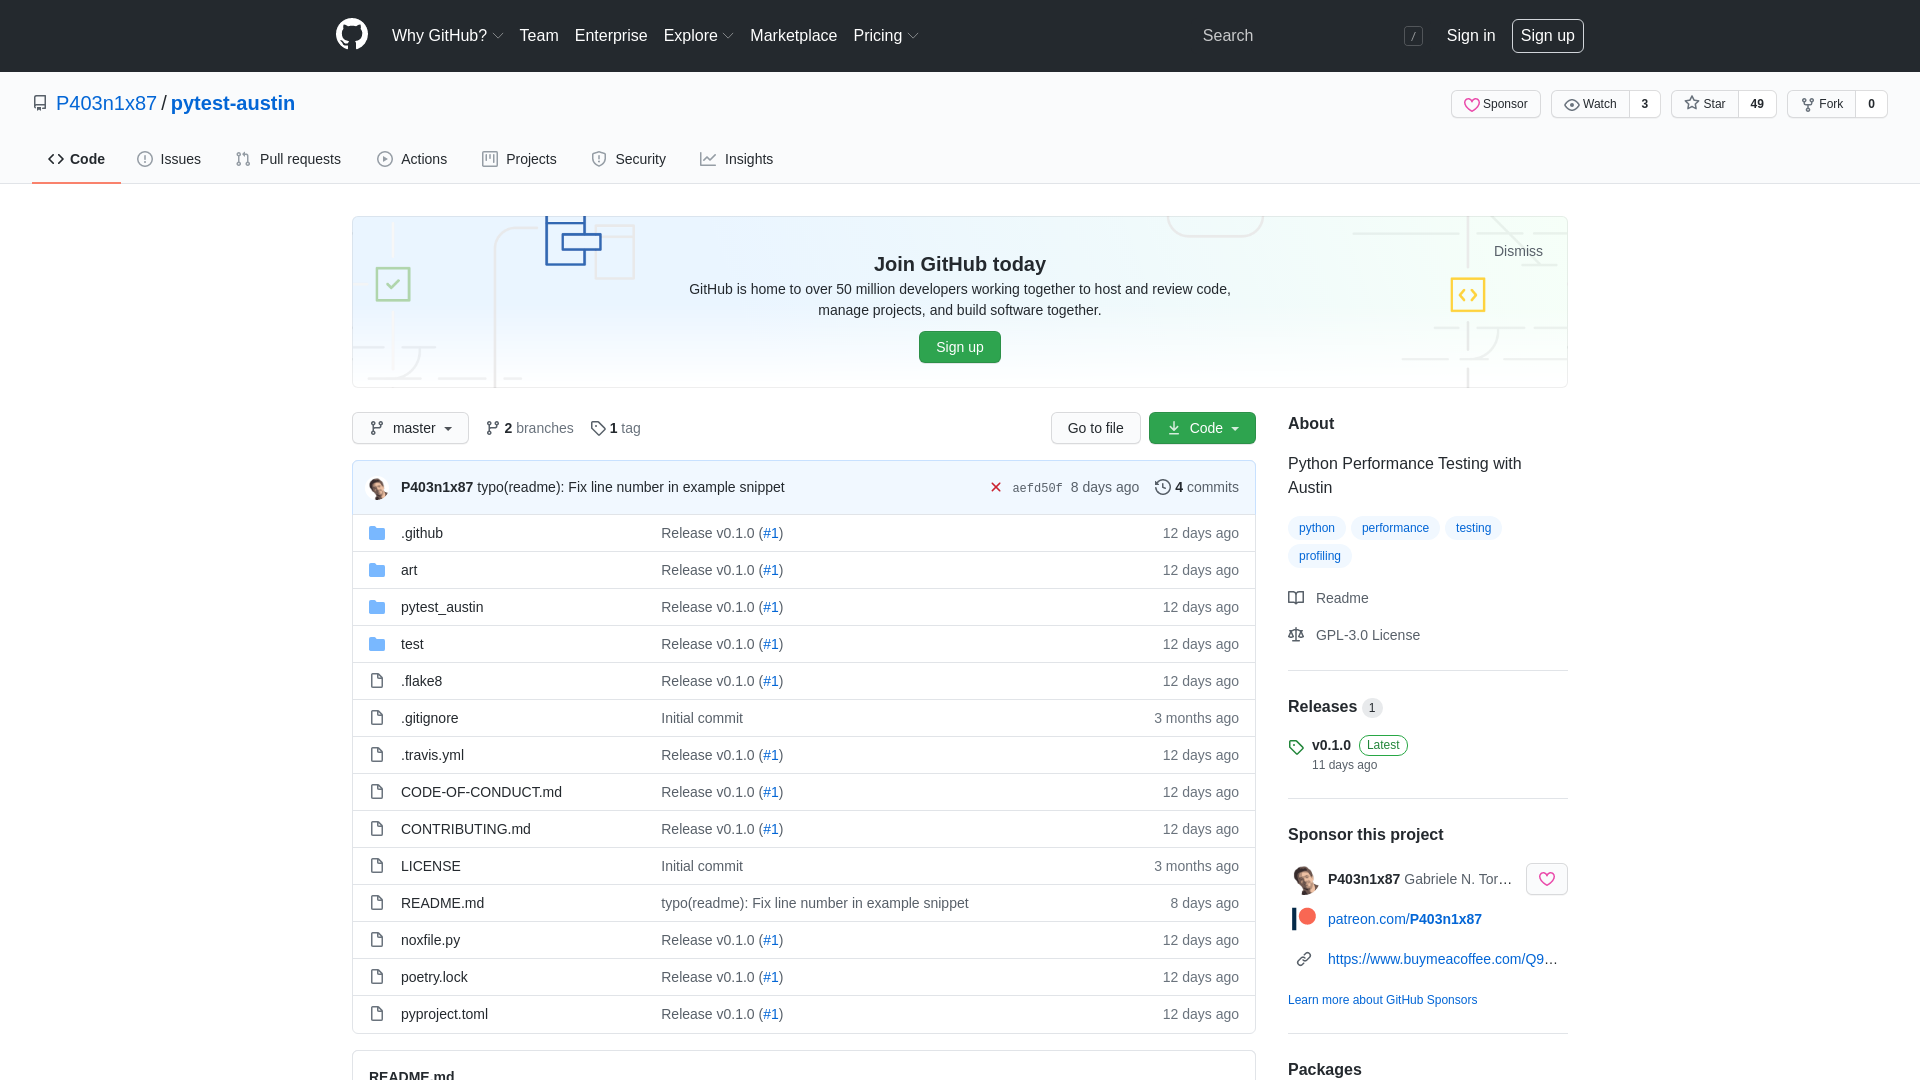 Why GitHub? Team Enterprise Explore Marketplace Pricing Search / Sign in Sign up
P403n1x87 / pytest-austin Sponsor Watch 3 Star 49 Fork 0
Code Issues Pull requests Actions Projects Security Insights
Dismiss
Join GitHub today
GitHub is home to over 50 million developers working together to host and review code,
manage projects, and build software together.
Sign up
master 2 branches 1 tag Go to file Code
P403n1x87 typo(readme): Fix line number in example snippet aefd50f 8 days ago 4 commits
.github Release v0.1.0 (#1) 12 days ago
art Release v0.1.0 (#1) 12 days ago
pytest_austin Release v0.1.0 (#1) 12 days ago
test Release v0.1.0 (#1) 12 days ago
.flake8 Release v0.1.0 (#1) 12 days ago
.gitignore Initial commit 3 months ago
.travis.yml Release v0.1.0 (#1) 12 days ago
CODE-OF-CONDUCT.md Release v0.1.0 (#1) 12 days ago
CONTRIBUTING.md Release v0.1.0 (#1) 12 days ago
LICENSE Initial commit 3 months ago
README.md typo(readme): Fix line number in example snippet 8 days ago
noxfile.py Release v0.1.0 (#1) 12 days ago
poetry.lock Release v0.1.0 (#1) 12 days ago
pyproject.toml Release v0.1.0 (#1) 12 days ago
README.md
About
Python Performance Testing with
Austin
python performance testing
profiling
Readme
GPL-3.0 License
Releases 1
v0.1.0 Latest
11 days ago
Sponsor this project
P403n1x87 Gabriele N. Tor…
patreon.com/P403n1x87
https://www.buymeacoffee.com/Q9…
Learn more about GitHub Sponsors
Packages